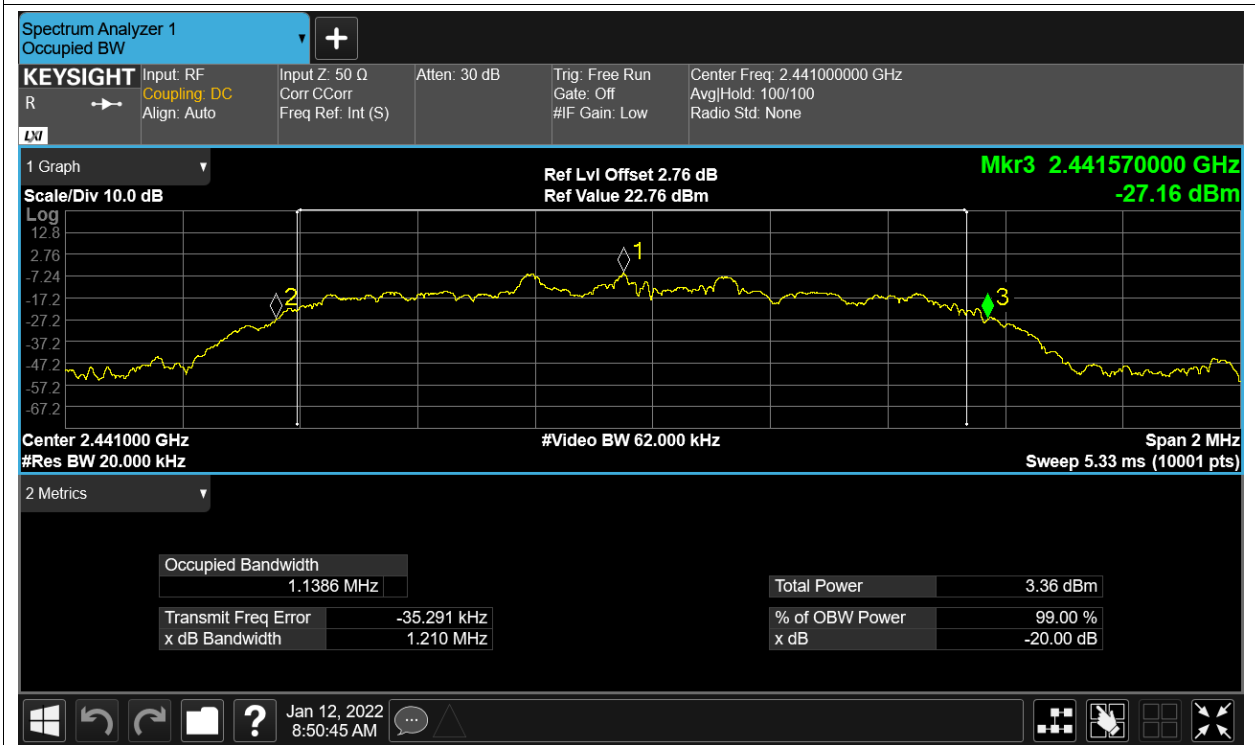 Spectrum Analyzer 1
Occupied BW
KEYSIGHT
R
LXI
Input: RF
Coupling: DC
Align: Auto
Input Z: 50 Ω
Corr CCorr
Freq Ref: Int (S)
Atten: 30 dB
Trig: Free Run
Gate: Off
#IF Gain: Low
Center Freq: 2.441000000 GHz
Avg|Hold: 100/100
Radio Std: None
1 Graph
Scale/Div 10.0 dB
Ref Lvl Offset 2.76 dB
Ref Value 22.76 dBm
Mkr3 2.441570000 GHz
-27.16 dBm
Log
12.8
2.76
-7.24
-17.2
-27.2
-37.2
-47.2
-57.2
-67.2
1
2
3
Center 2.441000 GHz
#Res BW 20.000 kHz
#Video BW 62.000 kHz
Span 2 MHz
Sweep 5.33 ms (10001 pts)
2 Metrics
Occupied Bandwidth
1.1386 MHz
Transmit Freq Error -35.291 kHz
x dB Bandwidth 1.210 MHz
Total Power 3.36 dBm
% of OBW Power 99.00 %
x dB -20.00 dB
?
Jan 12, 2022
8:50:45 AM